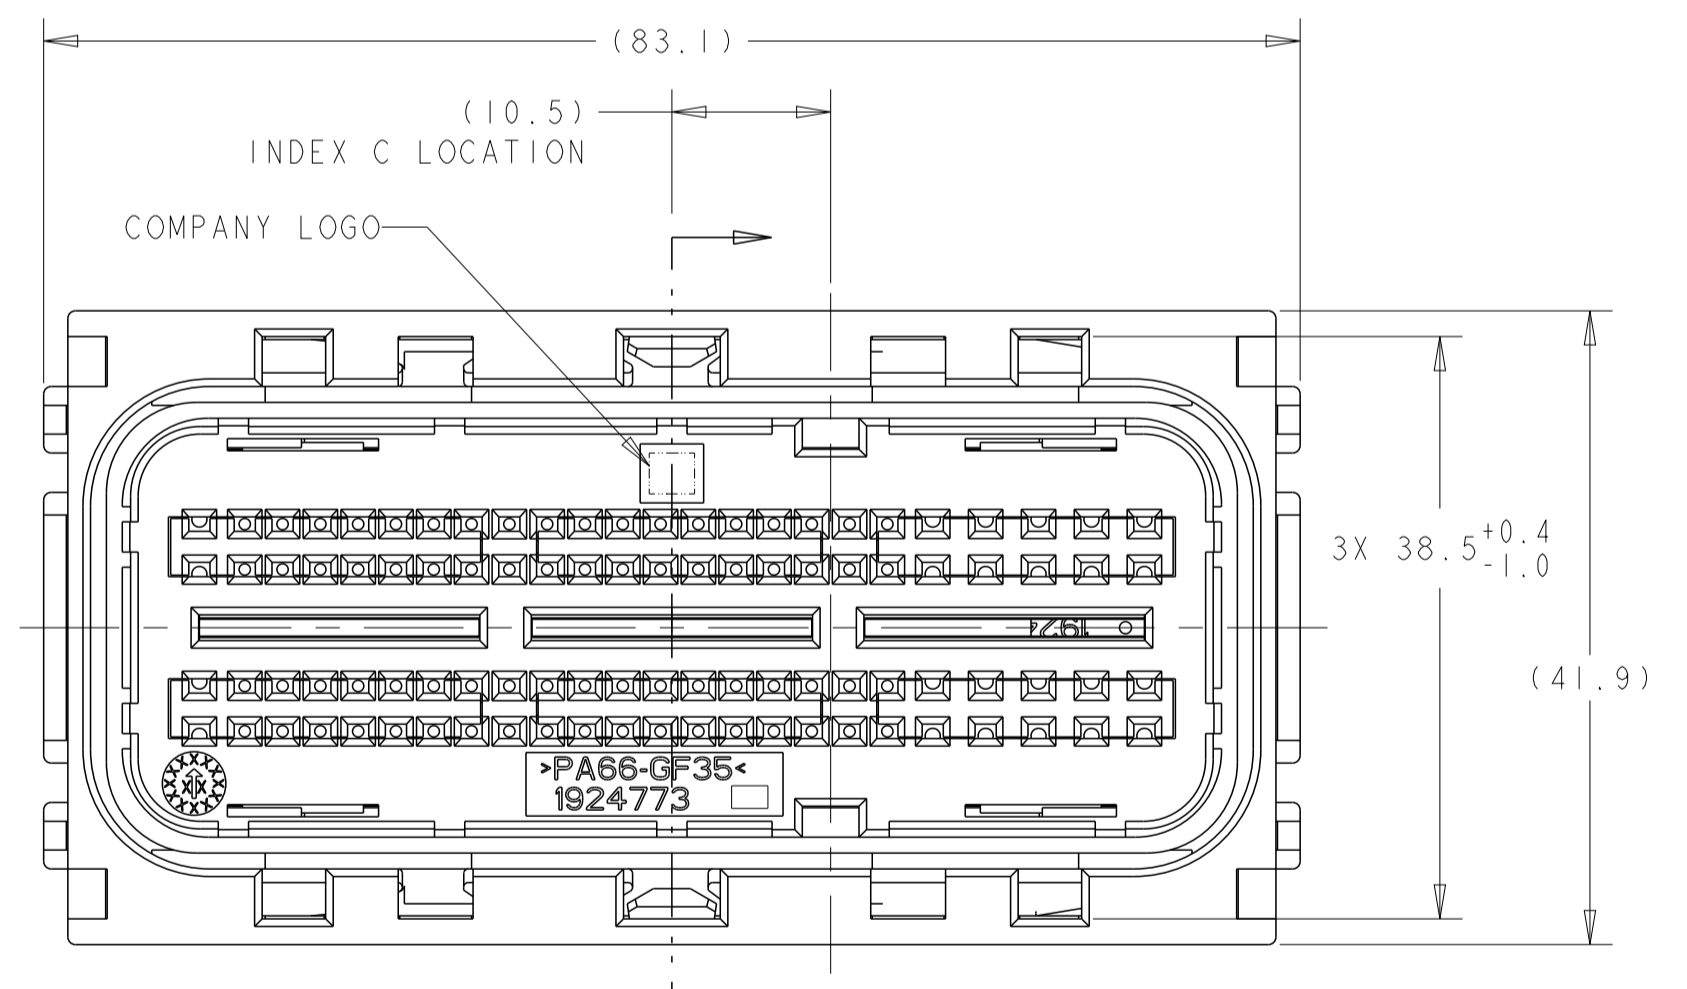 (83.1)
(10.5)
INDEX C LOCATION
COMPANY LOGO
3X 38.5 +0.4
-1.0
(41.9)
>PA66-GF35<
1924773